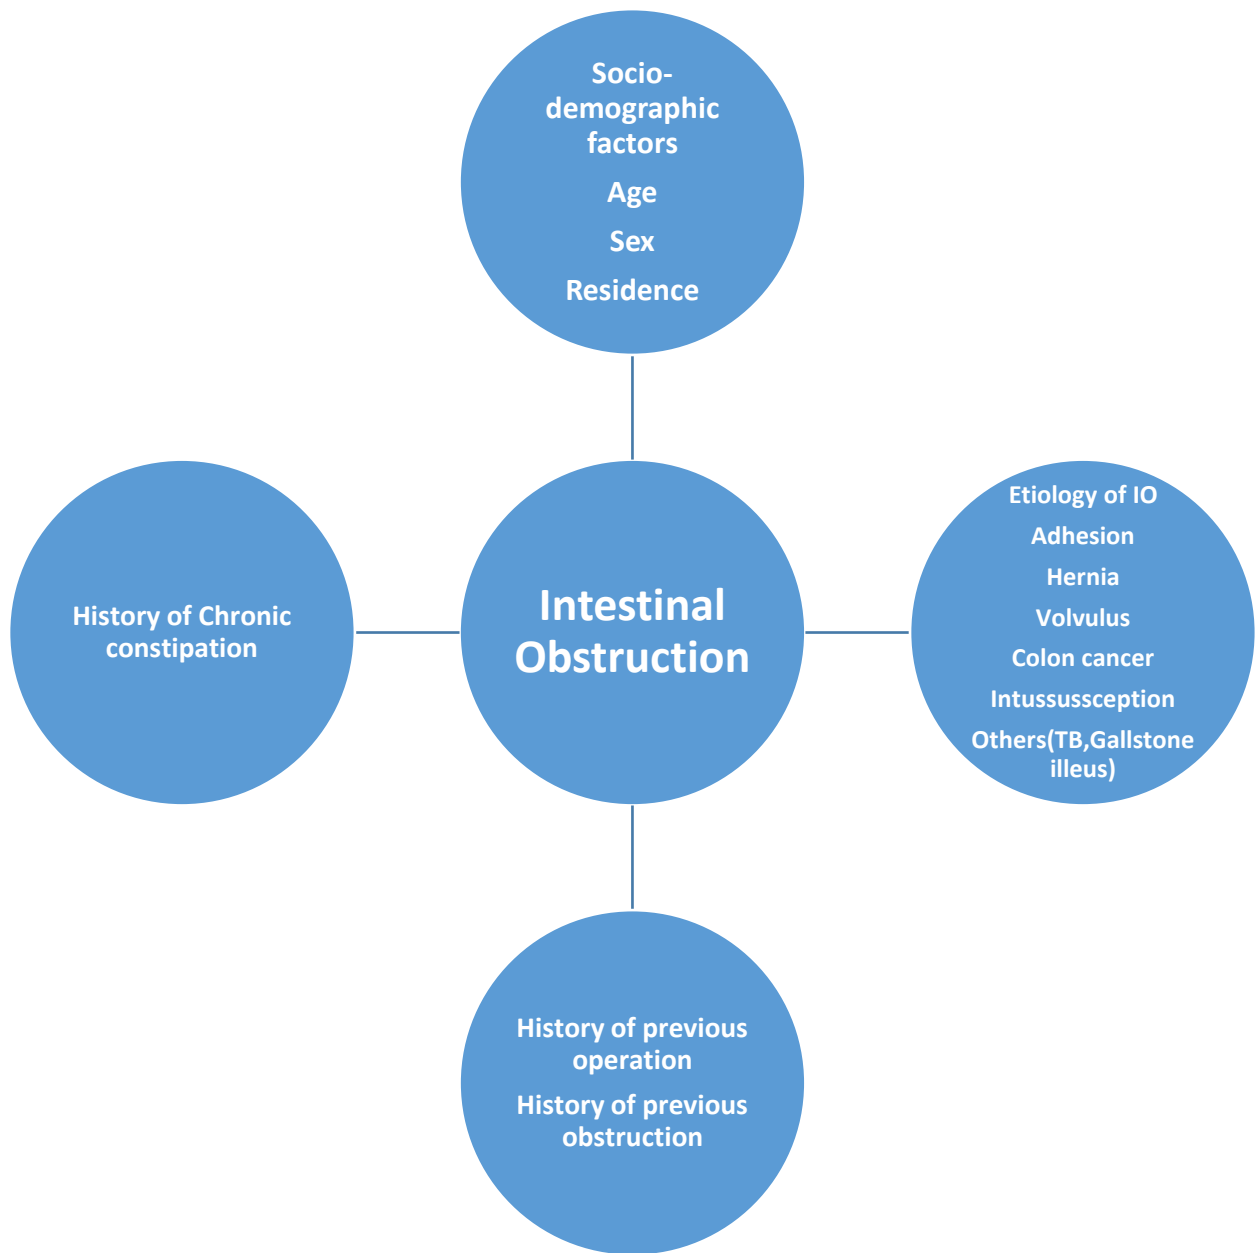 Socio-
demographic
factors
Age
Sex
Residence
History of Chronic
constipation
Intestinal
Obstruction
Etiology of IO
Adhesion
Hernia
Volvulus
Colon cancer
Intussussception
Others(TB,Gallstone
illeus)
History of previous
operation
History of previous
obstruction